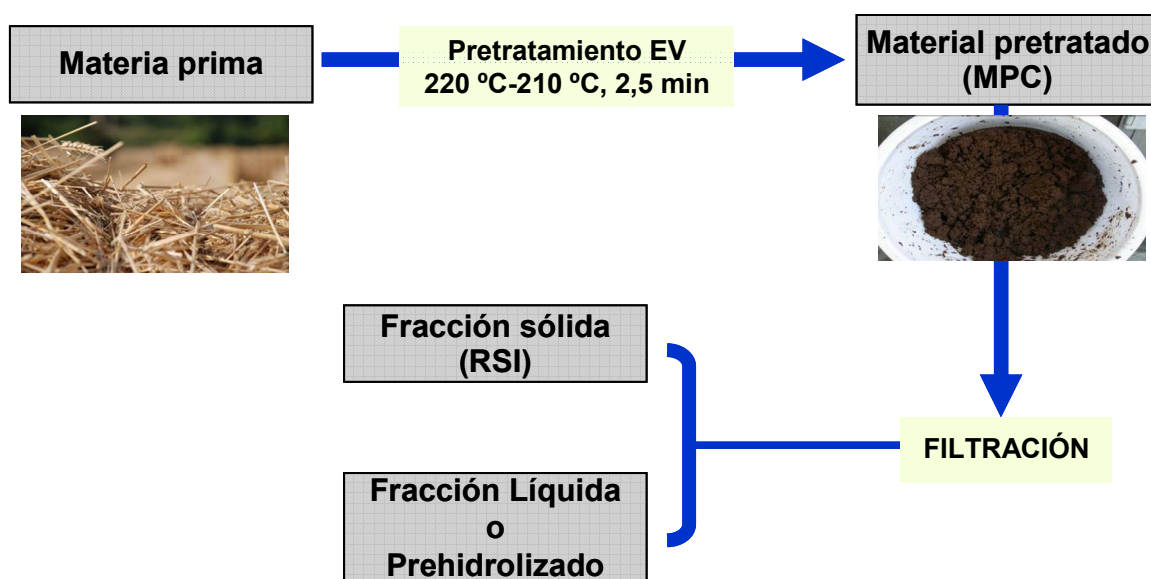 Materia prima
Pretratamiento EV
220 ºC-210 ºC, 2,5 min
Material pretratado
(MPC)
Fracción sólida
(RSI)
FILTRACIÓN
Fracción Líquida
o
Prehidrolizado